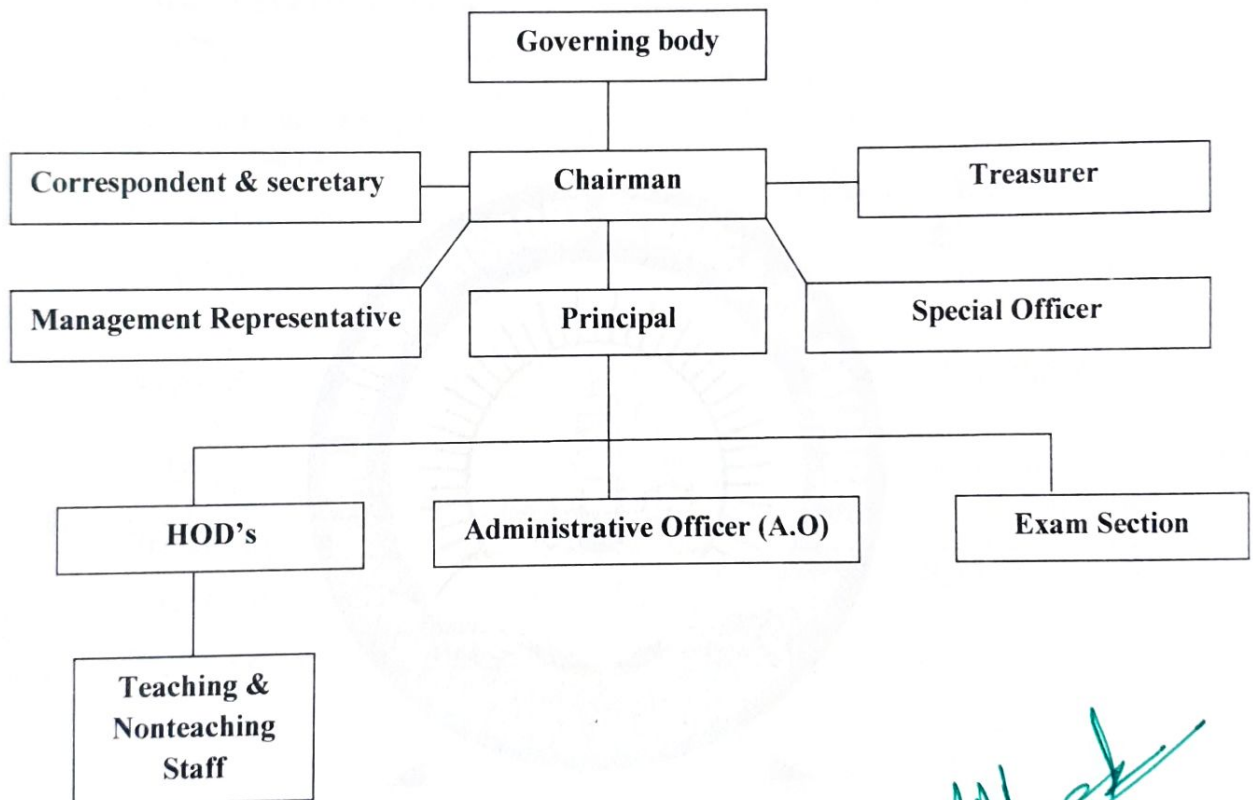 Governing body
Correspondent & secretary
Chairman
Treasurer
Management Representative
Principal
Special Officer
HOD's
Administrative Officer (A.O)
Exam Section
Teaching &
Nonteaching
Staff